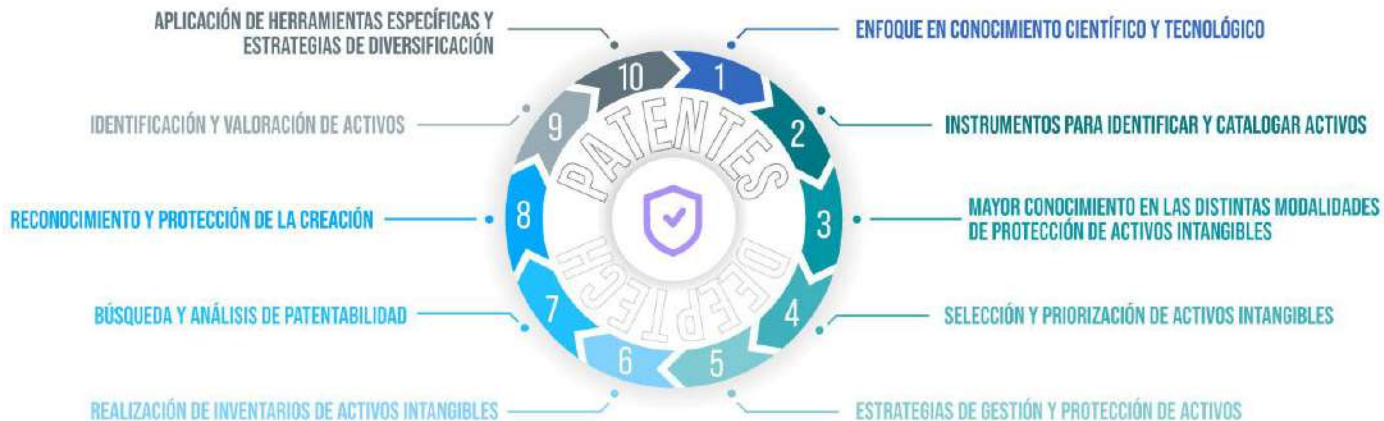 APLICACIÓN DE HERRAMIENTAS ESPECÍFICAS Y
ESTRATEGIAS DE DIVERSIFICACIÓN
10
1
ENFOQUE EN CONOCIMIENTO CIENTÍFICO Y TECNOLÓGICO
IDENTIFICACIÓN Y VALORACIÓN DE ACTIVOS
9
2
INSTRUMENTOS PARA IDENTIFICAR Y CATALOGAR ACTIVOS
PATENTES
RECONOCIMIENTO Y PROTECCIÓN DE LA CREACIÓN
8
3
MAYOR CONOCIMIENTO EN LAS DISTINTAS MODALIDADES
DE PROTECCIÓN DE ACTIVOS INTANGIBLES
DEEPTECH
BÚSQUEDA Y ANÁLISIS DE PATENTABILIDAD
7
4
SELECCIÓN Y PRIORIZACIÓN DE ACTIVOS INTANGIBLES
REALIZACIÓN DE INVENTARIOS DE ACTIVOS INTANGIBLES
6
5
ESTRATEGIAS DE GESTIÓN Y PROTECCIÓN DE ACTIVOS